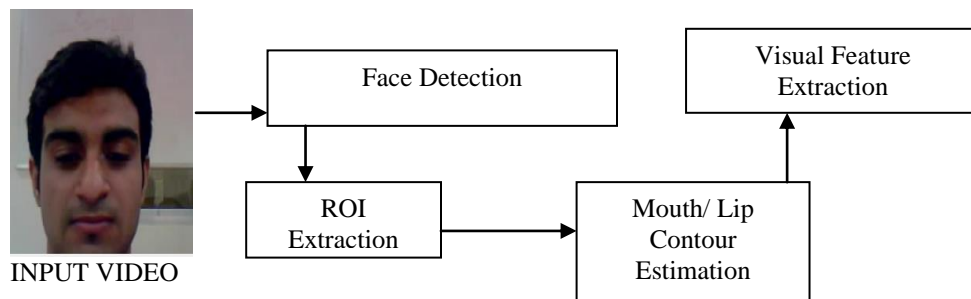 INPUT VIDEO
Face Detection
ROI
Extraction
Mouth/ Lip
Contour
Estimation
Visual Feature
Extraction